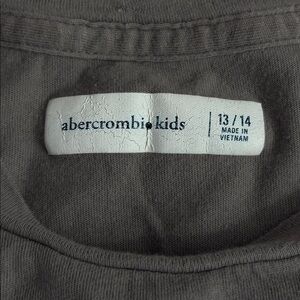 abercrombie kids
13 / 14
MADE IN
VIETNAM